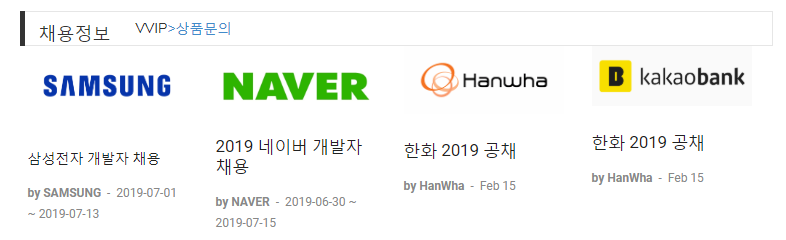 채용정보 VVIP>상품문의
SAMSUNG
NAVER
Hanwha
kakaobank
삼성전자 개발자 채용
by SAMSUNG - 2019-07-01
~ 2019-07-13
2019 네이버 개발자
채용
by NAVER - 2019-06-30 ~
2019-07-15
한화 2019 공채
by HanWha - Feb 15
한화 2019 공채
by HanWha - Feb 15